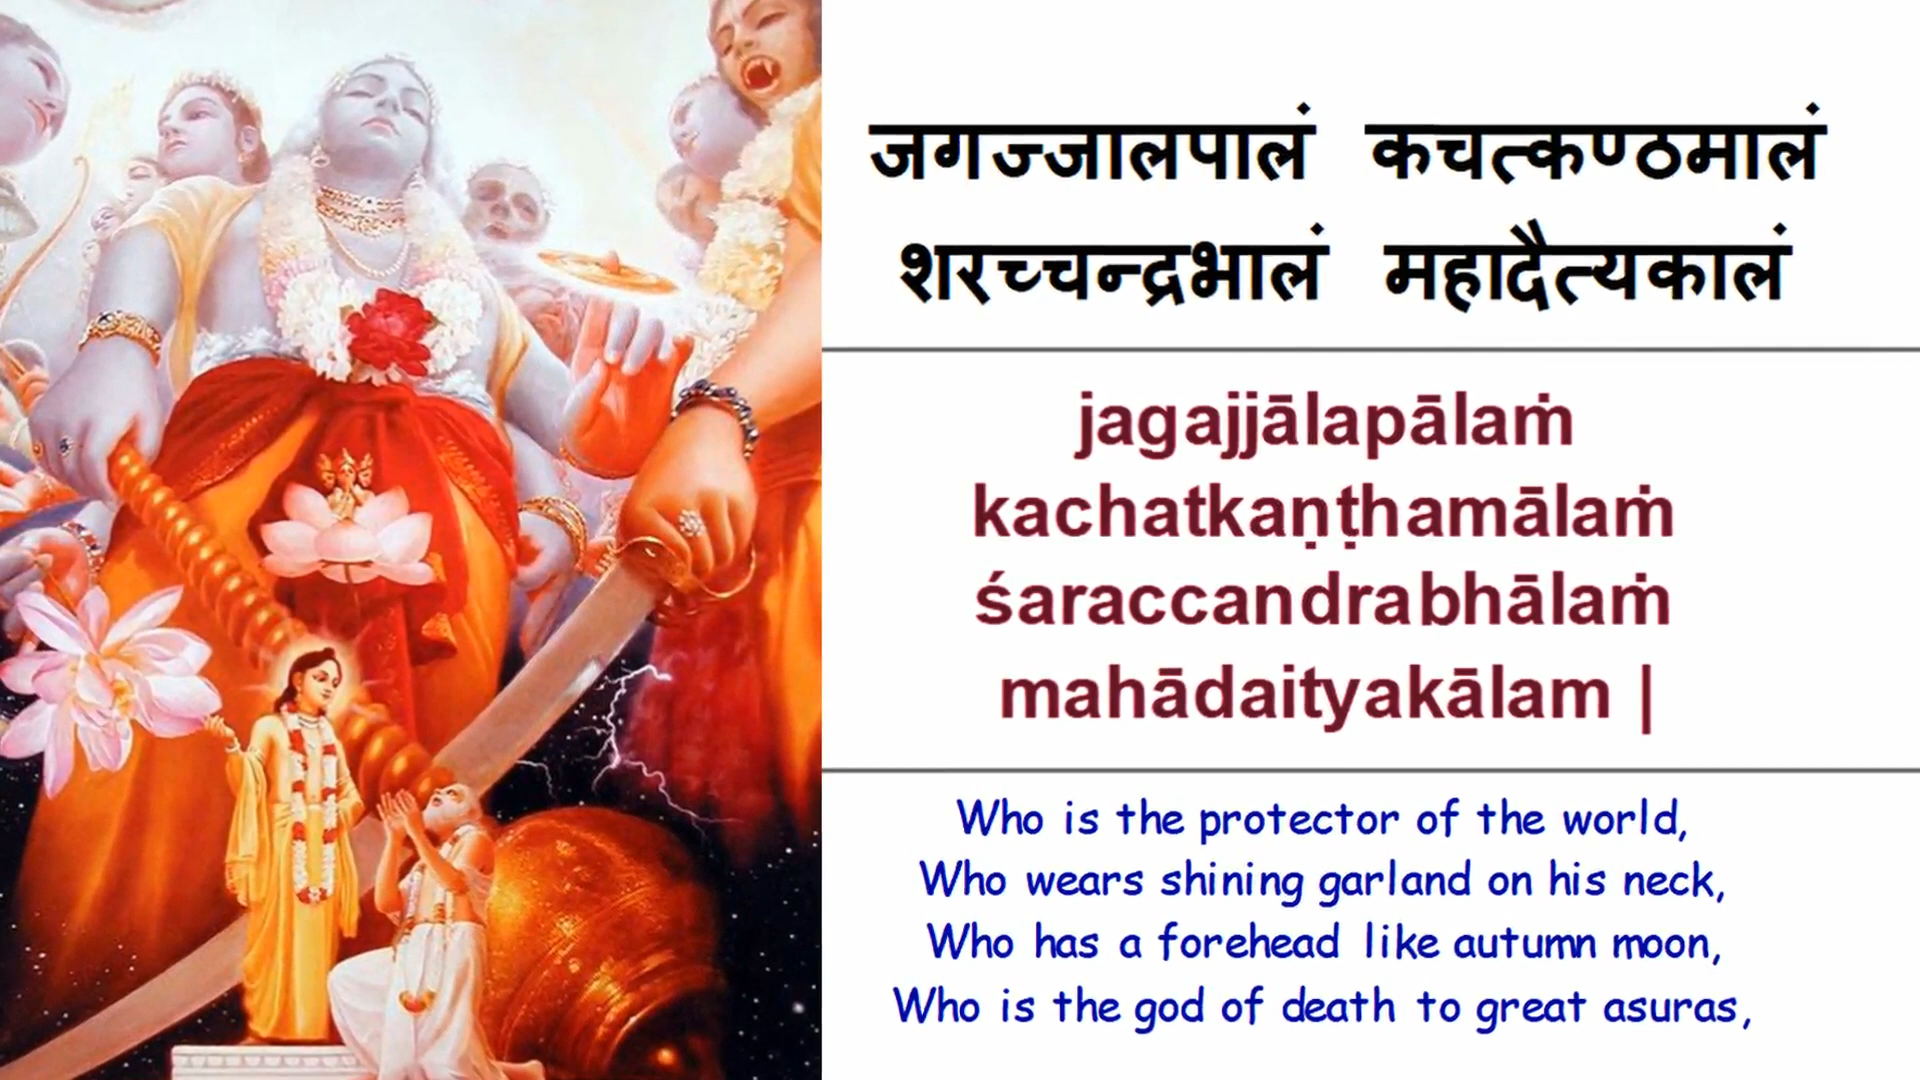 जगज्जालपालं कचत्कण्ठमालं
शरच्चन्द्रभालं महादैत्यकालं
jagajjālapālaṁ
kachatkaṇṭhamālaṁ
śaraccandrabhālaṁ
mahādaityakālam |
Who is the protector of the world,
Who wears shining garland on his neck,
Who has a forehead like autumn moon,
Who is the god of death to great asuras,